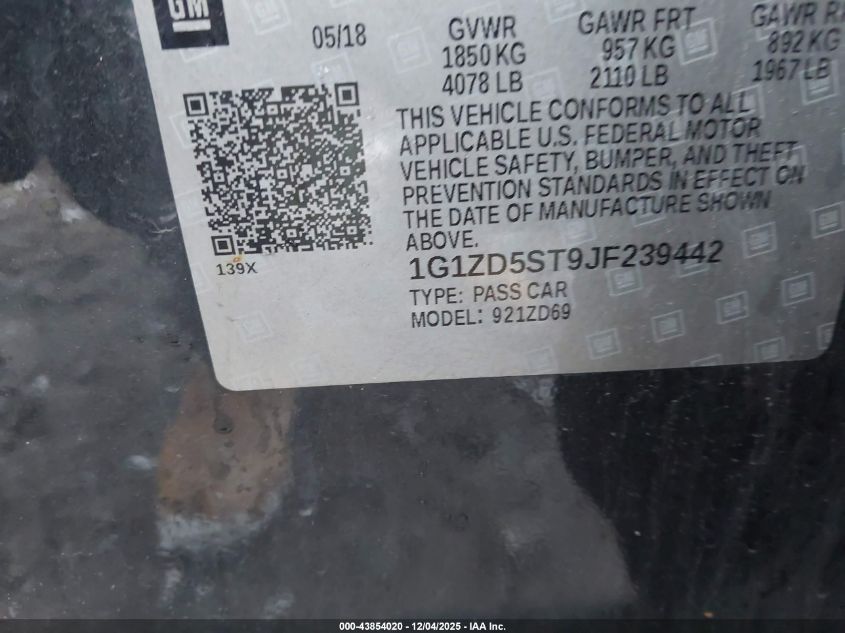 GM
05/18
GVWR
1850 KG
4078 LB
GAWR FRT
957 KG
2110 LB
GAWR
892 KG
1967 LB
THIS VEHICLE CONFORMS TO ALL
APPLICABLE U.S. FEDERAL MOTOR
VEHICLE SAFETY, BUMPER, AND THEFT
PREVENTION STANDARDS IN EFFECT ON
THE DATE OF MANUFACTURE SHOWN
ABOVE.
139X
1G1ZD5ST9JF239442
TYPE: PASS CAR
MODEL: 921ZD69
000-43854020 - 12/04/2025 - IAA Inc.